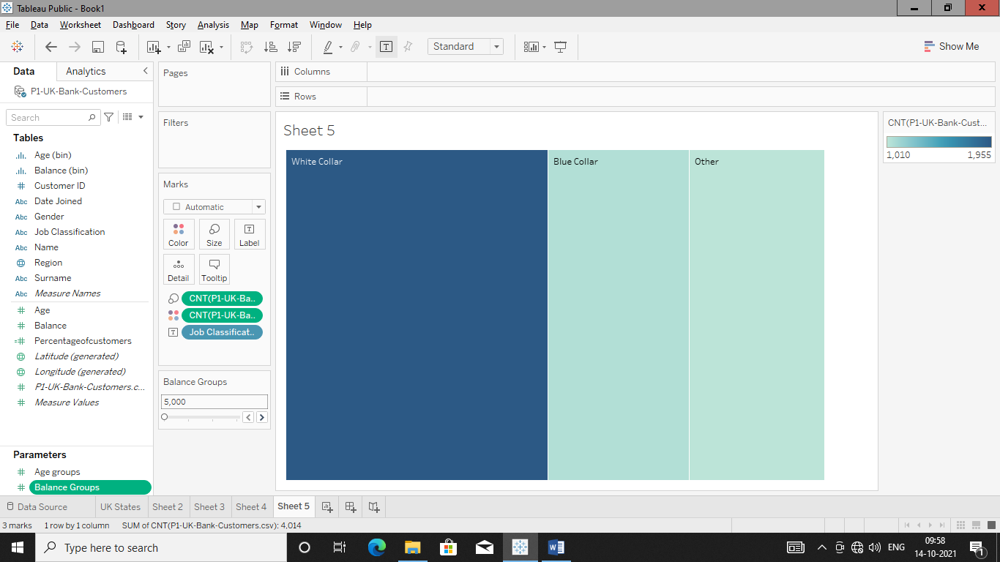 Tableau Public - Book1
File Data Worksheet Dashboard Story Analysis Map Format Window Help
Standard
Show Me
Data Analytics
P1-UK-Bank-Customers
Search
Tables
Age (bin)
Balance (bin)
# Customer ID
Abc Date Joined
Abc Gender
Abc Job Classification
Abc Name
Region
Abc Surname
Abc Measure Names
# Age
# Balance
=# Percentageofcustomers
Latitude (generated)
Longitude (generated)
# P1-UK-Bank-Customers.c...
# Measure Values
Parameters
# Age groups
# Balance Groups
Pages
Filters
Marks
Automatic
Color Size Label
Detail Tooltip
CNT(P1-UK-Ba..
CNT(P1-UK-Ba..
Job Classificat..
Balance Groups
5,000
Columns
Rows
Sheet 5
White Collar Blue Collar Other
CNT(P1-UK-Bank-Cust...
1,010 1,955
Data Source UK States Sheet 2 Sheet 3 Sheet 4 Sheet 5
3 marks 1 row by 1 column SUM of CNT(P1-UK-Bank-Customers.csv): 4,014
Type here to search
ENG
09:58
14-10-2021
1